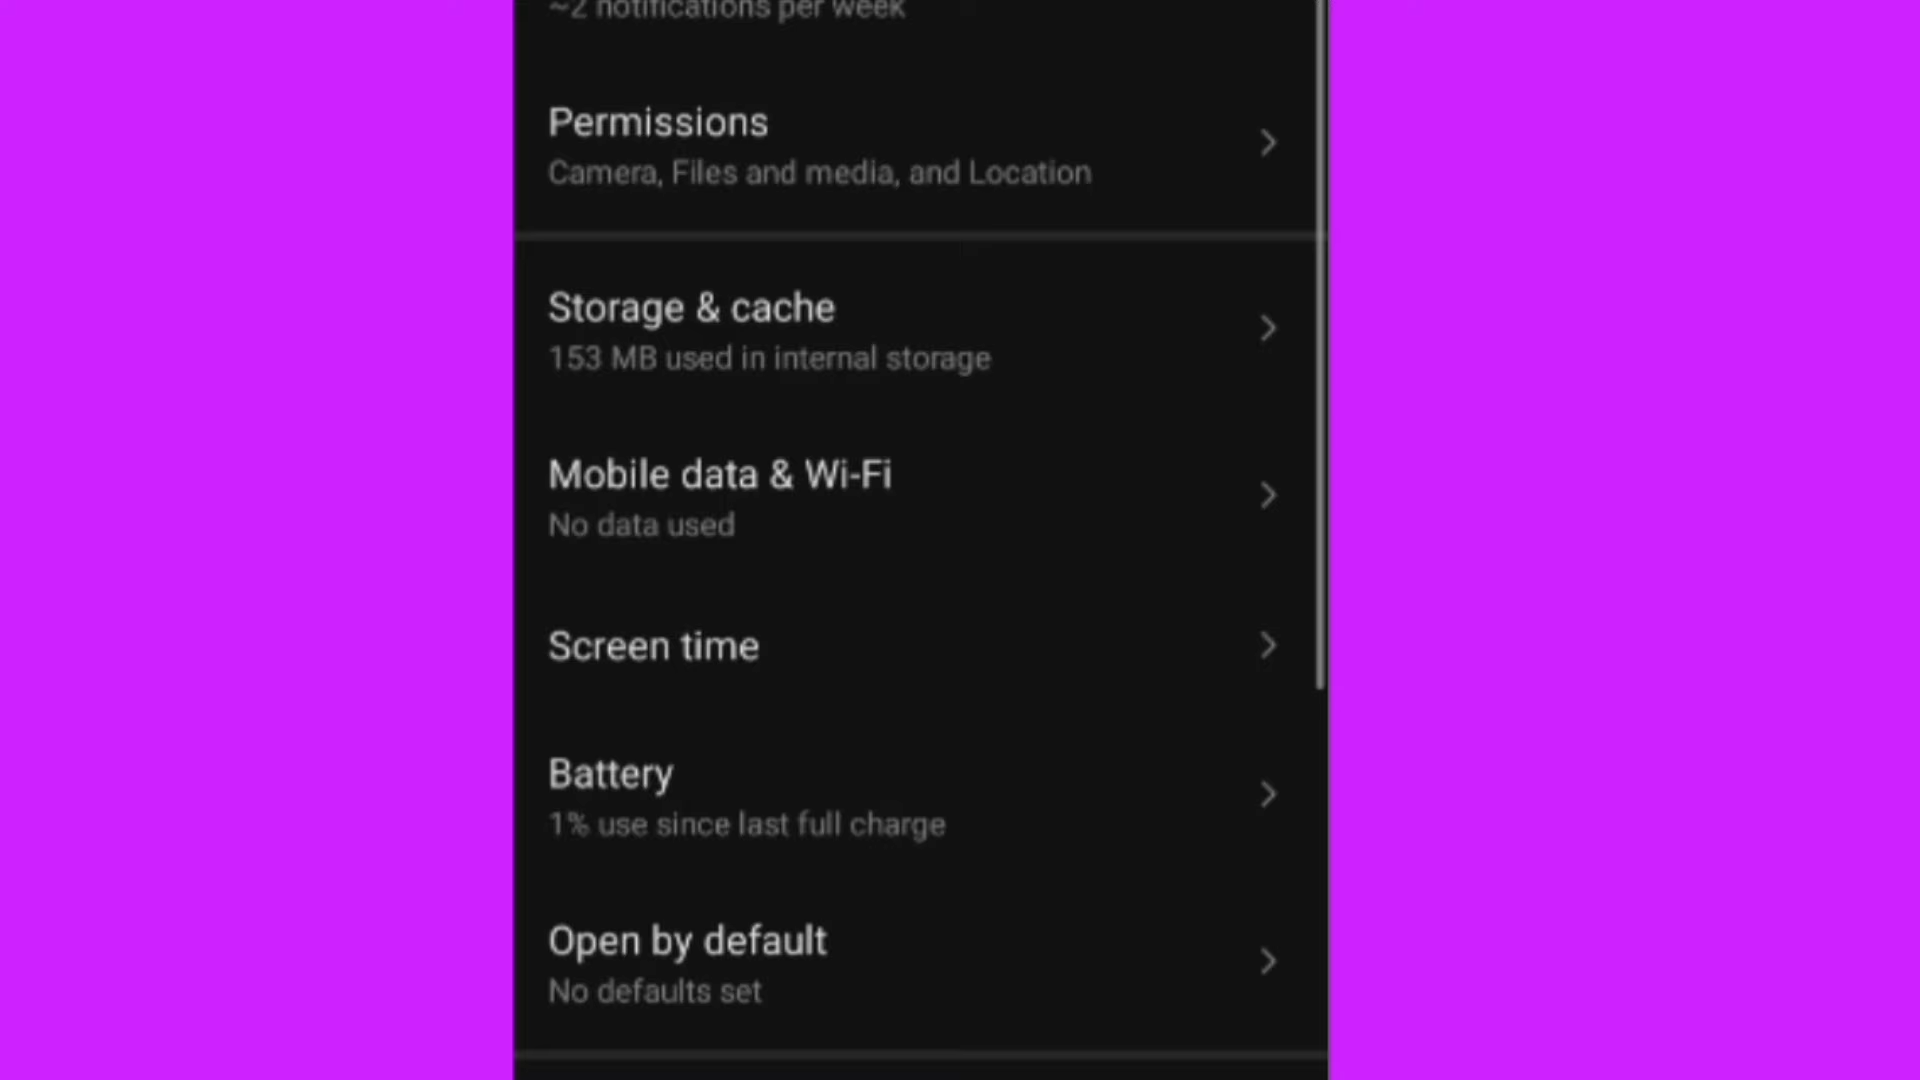 ~2 notifications per week
Permissions
Camera, Files and media, and Location
Storage & cache
153 MB used in internal storage
Mobile data & Wi-Fi
No data used
Screen time
Battery
1% use since last full charge
Open by default
No defaults set